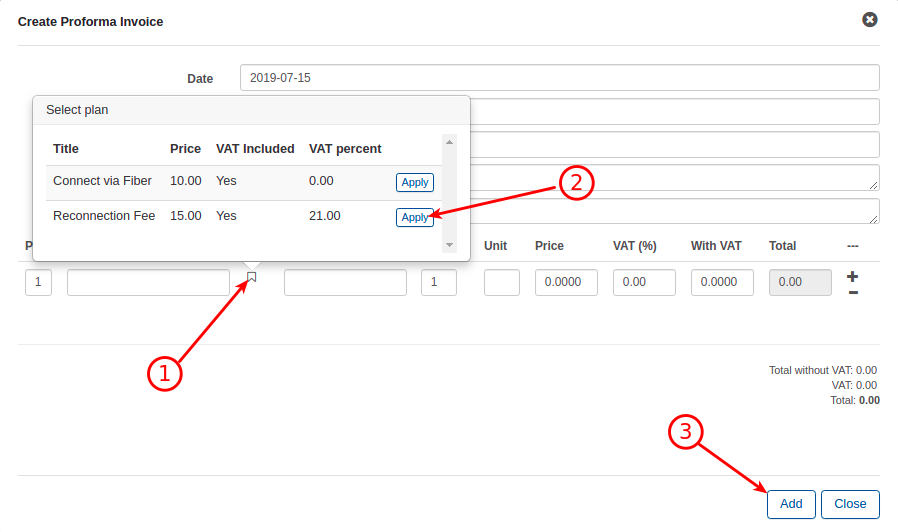 Create Proforma Invoice
Date 2019-07-15
Select plan
Title Price VAT Included VAT percent
Connect via Fiber 10.00 Yes 0.00 Apply
2
Reconnection Fee 15.00 Yes 21.00 Apply
P Unit Price VAT (%) With VAT Total ---
1 1 0.0000 0.00 0.0000 0.00
1
Total without VAT: 0.00
VAT: 0.00
Total: 0.00
3
Add Close